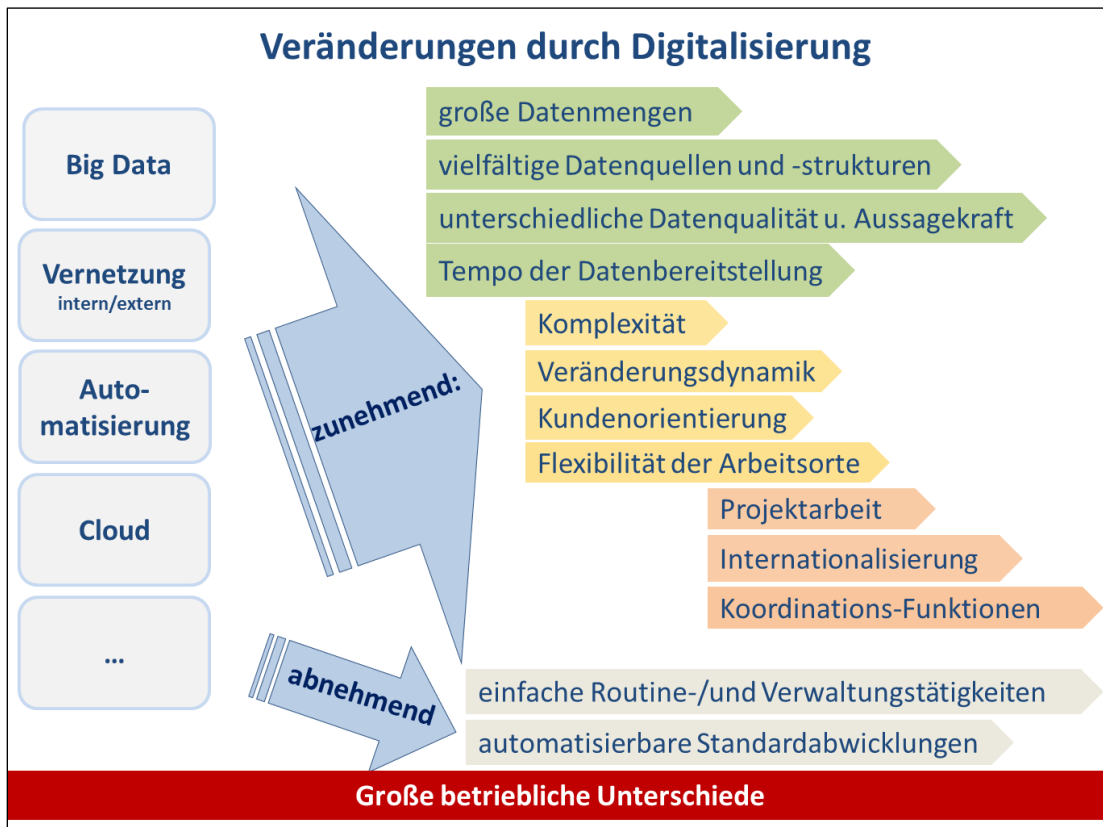 Veränderungen durch Digitalisierung
Big Data
Vernetzung
intern/extern
Auto-
matisierung
Cloud
...
zunehmend:
große Datenmengen
vielfältige Datenquellen und -strukturen
unterschiedliche Datenqualität u. Aussagekraft
Tempo der Datenbereitstellung
Komplexität
Veränderungsdynamik
Kundenorientierung
Flexibilität der Arbeitsorte
Projektarbeit
Internationalisierung
Koordinations-Funktionen
abnehmend
einfache Routine-/und Verwaltungstätigkeiten
automatisierbare Standardabwicklungen
Große betriebliche Unterschiede